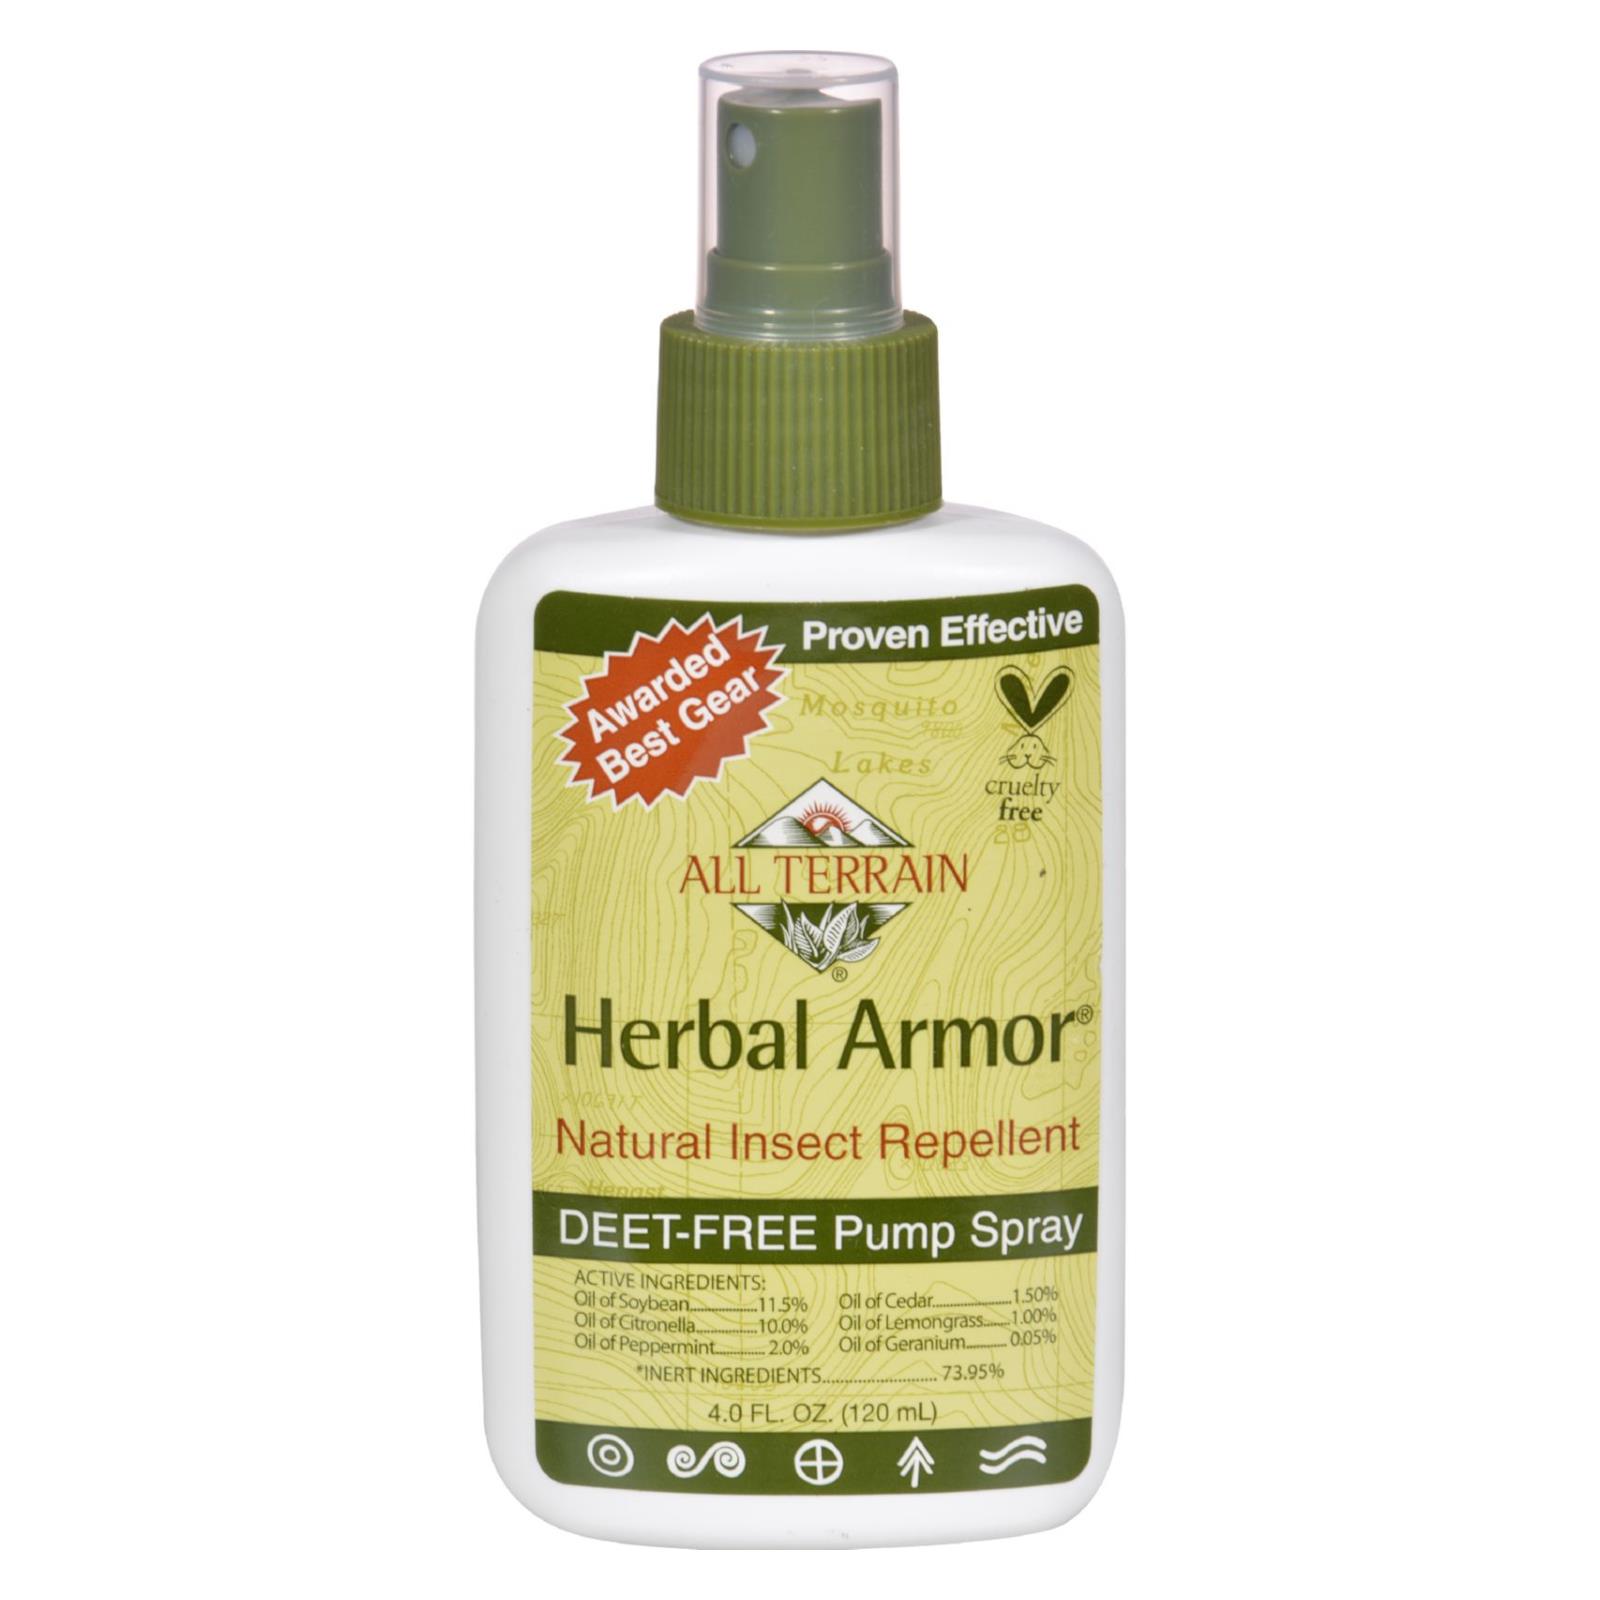 Proven Effective
Awarded
Best Gear
Mosquito
Lakes
cruelty
free
ALL TERRAIN
®
Herbal Armor®
Natural Insect Repellent
DEET-FREE Pump Spray
ACTIVE INGREDIENTS:
Oil of Soybean..............11.5%
Oil of Citronella.............10.0%
Oil of Peppermint........... 2.0%
Oil of Cedar.................1.50%
Oil of Lemongrass......1.00%
Oil of Geranium......... 0.05%
*INERT INGREDIENTS........................ 73.95%
4.0 FL. OZ. (120 mL)